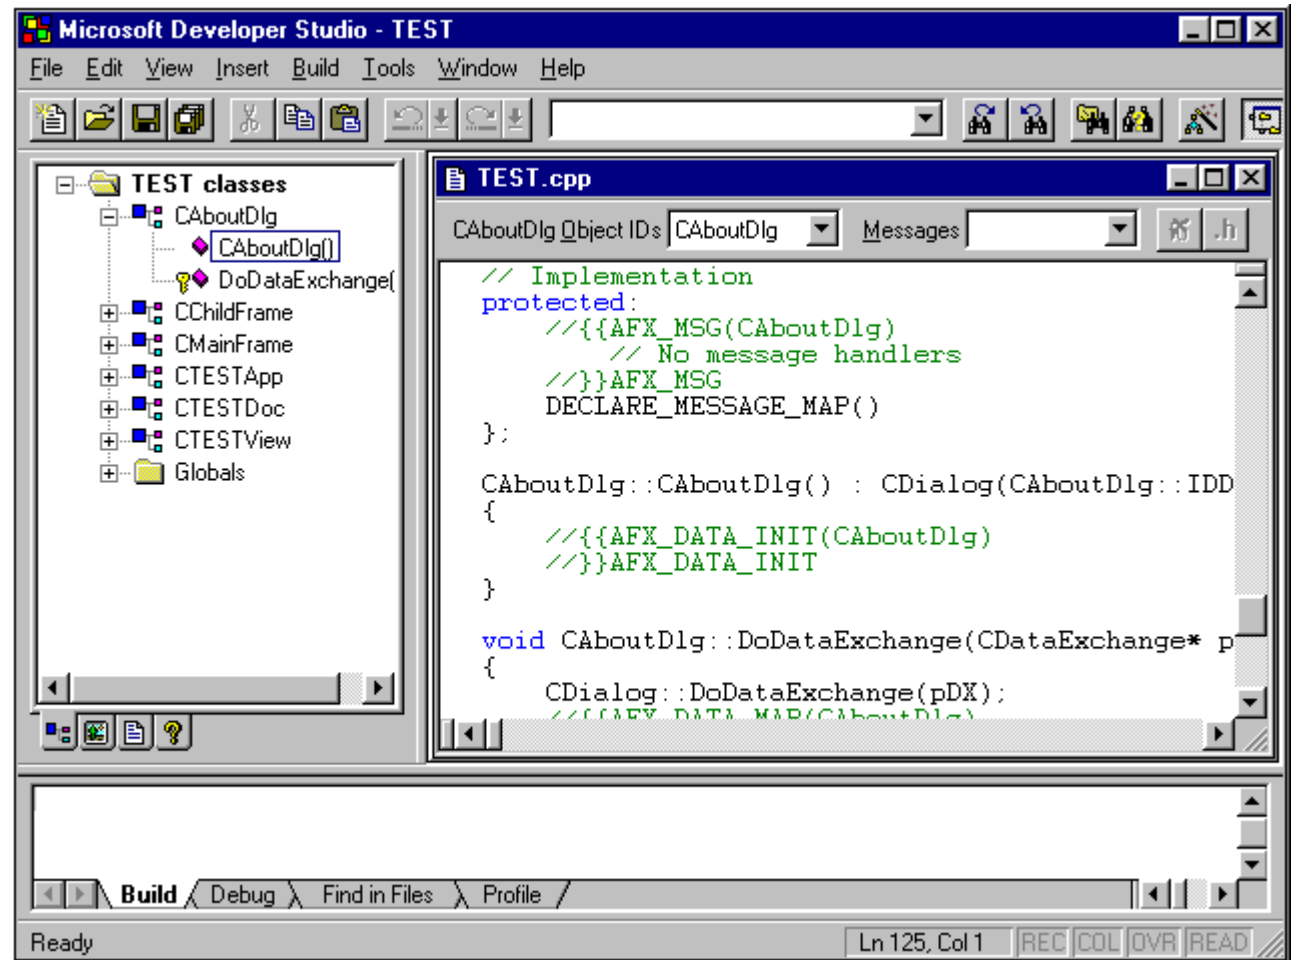 Microsoft Developer Studio - TEST
File Edit View Insert Build Tools Window Help
TEST classes
CAboutDlg
CAboutDlg()
DoDataExchange(
CChildFrame
CMainFrame
CTESTApp
CTESTDoc
CTESTView
Globals
TEST.cpp
CAboutDlg Object IDs CAboutDlg Messages .h
// Implementation
protected:
//{{AFX_MSG(CAboutDlg)
// No message handlers
//}}AFX_MSG
DECLARE_MESSAGE_MAP()
};
CAboutDlg::CAboutDlg() : CDialog(CAboutDlg::IDD
{
//{{AFX_DATA_INIT(CAboutDlg)
//}}AFX_DATA_INIT
}
void CAboutDlg::DoDataExchange(CDataExchange* p
{
CDialog::DoDataExchange(pDX);
//{{AFX_DATA_MAP(CAboutDlg)
Build Debug Find in Files Profile
Ready Ln 125, Col 1 REC COL OVR READ